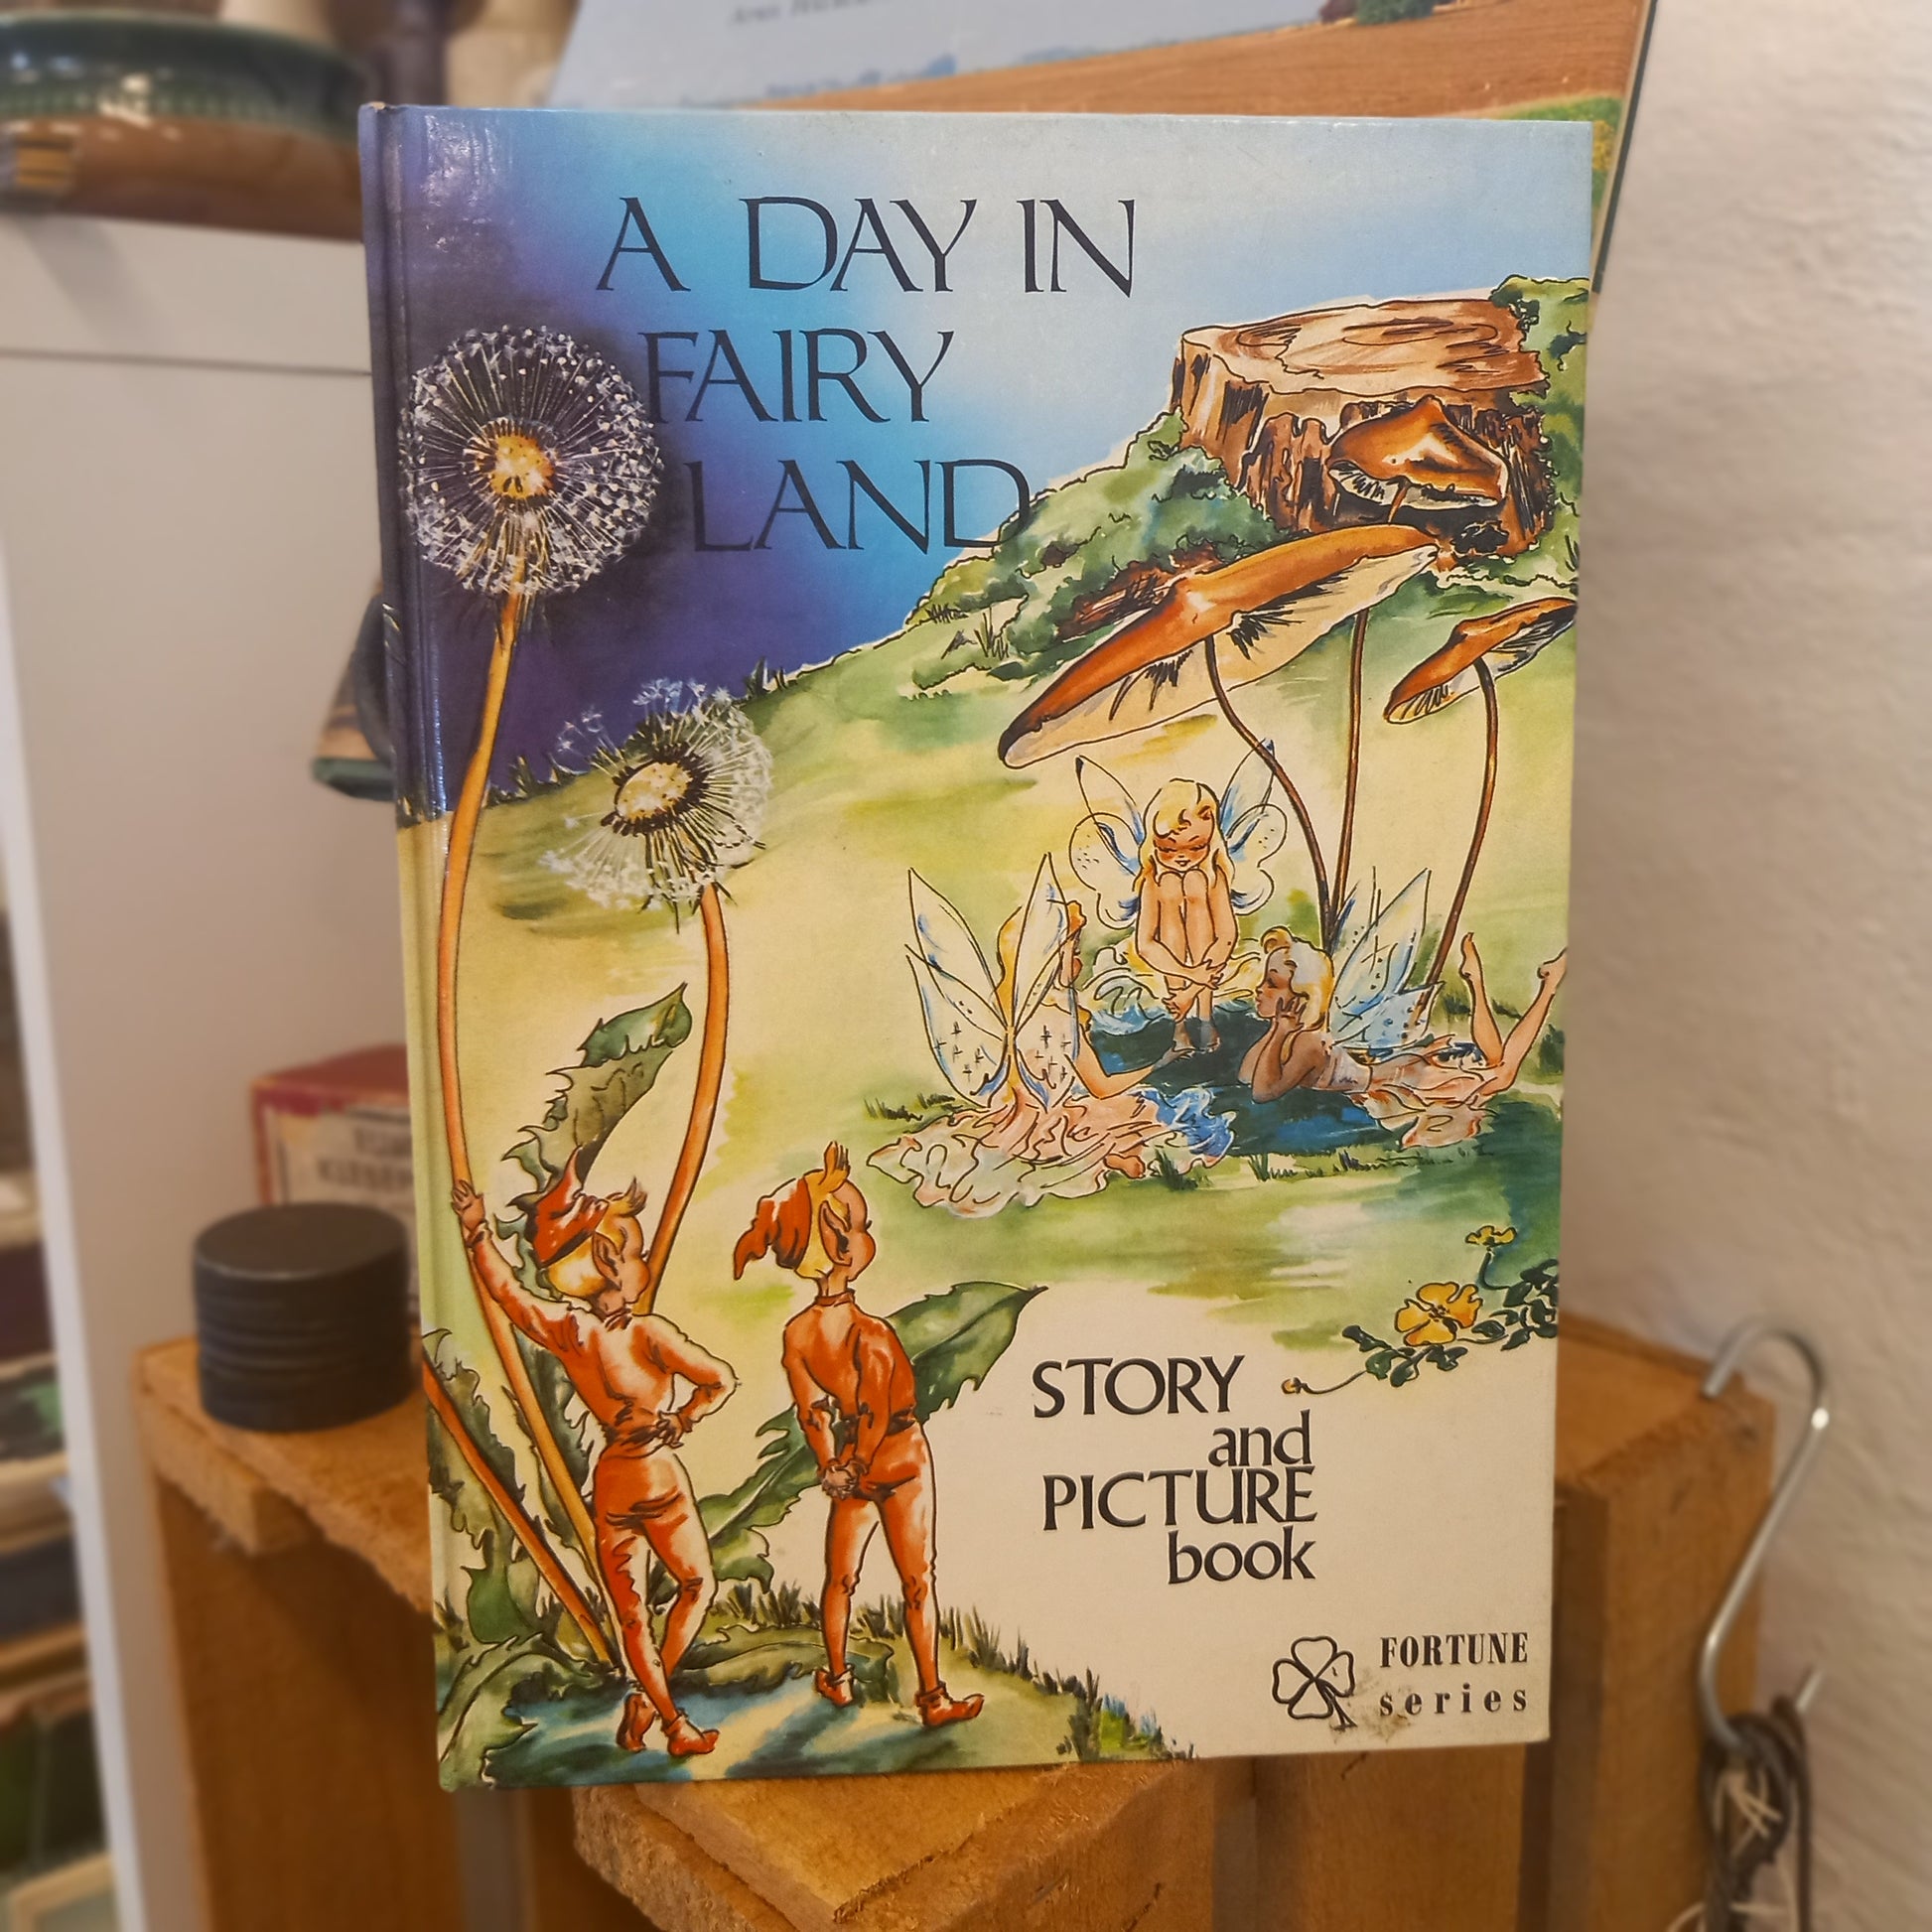 A DAY IN
FAIRY
LAND
STORY
and
PICTURE
book
FORTUNE
series